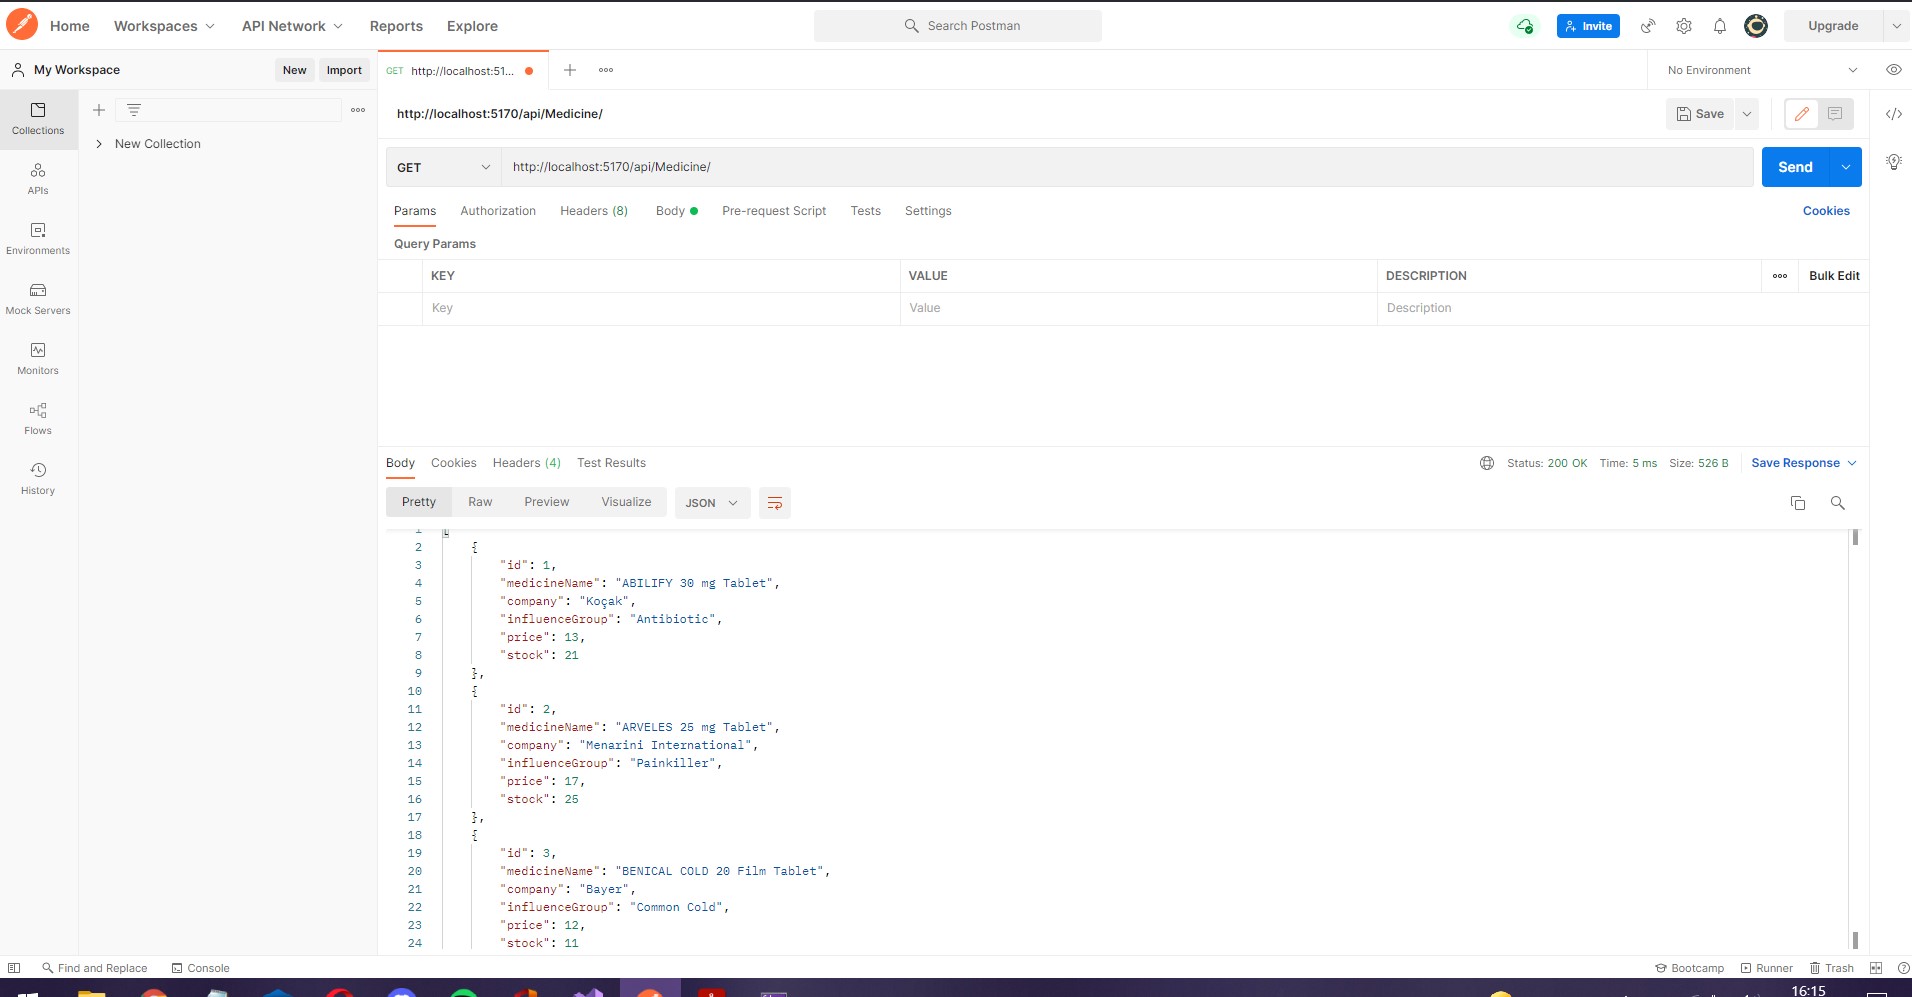 Home Workspaces API Network Reports Explore Search Postman Invite Upgrade
My Workspace New Import GET http://localhost:51... No Environment
Collections
New Collection
APIs
Environments
Mock Servers
Monitors
Flows
History
http://localhost:5170/api/Medicine/ Save
GET http://localhost:5170/api/Medicine/ Send
Params Authorization Headers (8) Body Pre-request Script Tests Settings Cookies
Query Params
KEY VALUE DESCRIPTION Bulk Edit
Key Value Description
Body Cookies Headers (4) Test Results Status: 200 OK Time: 5 ms Size: 526 B Save Response
Pretty Raw Preview Visualize JSON
1 [
2 {
3 "id": 1,
4 "medicineName": "ABILIFY 30 mg Tablet",
5 "company": "Koçak",
6 "influenceGroup": "Antibiotic",
7 "price": 13,
8 "stock": 21
9 },
10 {
11 "id": 2,
12 "medicineName": "ARVELES 25 mg Tablet",
13 "company": "Menarini International",
14 "influenceGroup": "Painkiller",
15 "price": 17,
16 "stock": 25
17 },
18 {
19 "id": 3,
20 "medicineName": "BENICAL COLD 20 Film Tablet",
21 "company": "Bayer",
22 "influenceGroup": "Common Cold",
23 "price": 12,
24 "stock": 11
Find and Replace Console Bootcamp Runner Trash
16:15